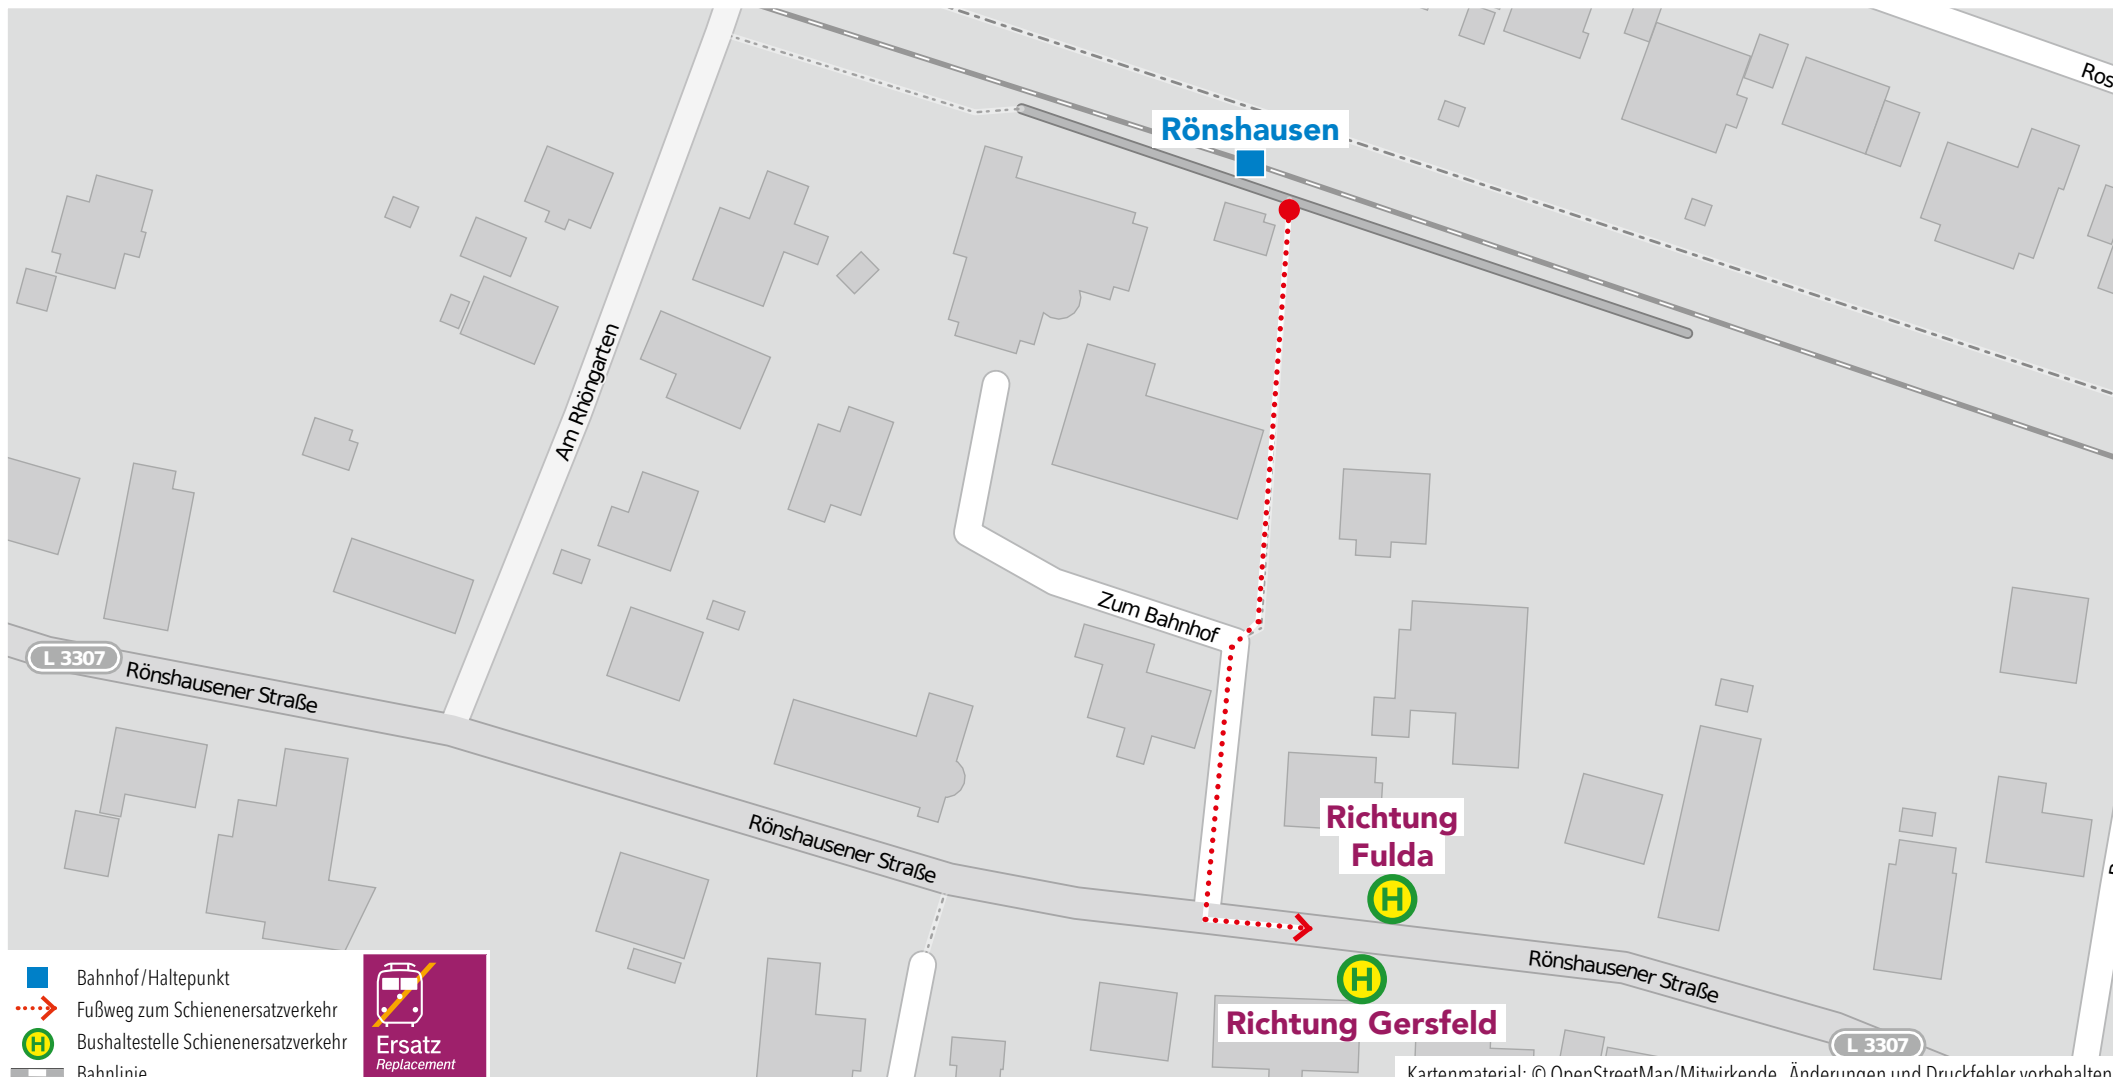 Ros
Rönshausen
Am Rhöngarten
Zum Bahnhof
L 3307
Rönshausener Straße
Rönshausener Straße
Richtung
Fulda
H
Rönshausener Straße
H
Richtung Gersfeld
L 3307
Bahnhof/Haltepunkt
Fußweg zum Schienenersatzverkehr
H Bushaltestelle Schienenersatzverkehr
Bahnlinie
Ersatz
Replacement
Kartenmaterial: © OpenStreetMap/Mitwirkende, Änderungen und Druckfehler vorbehalten